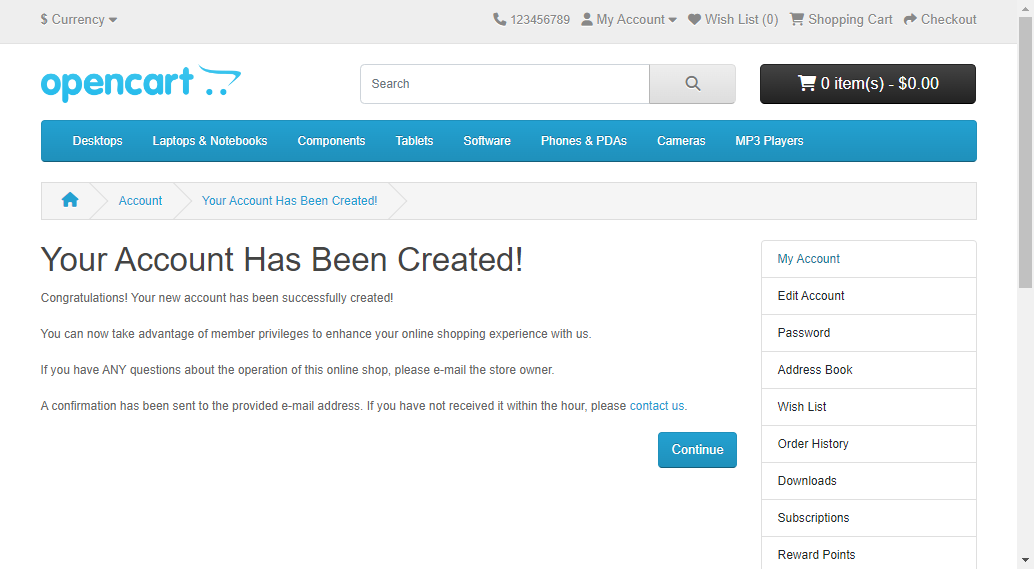 $ Currency
123456789 My Account Wish List (0) Shopping Cart Checkout
opencart
Search
0 item(s) - $0.00
Desktops Laptops & Notebooks Components Tablets Software Phones & PDAs Cameras MP3 Players
Account Your Account Has Been Created!
Your Account Has Been Created!
Congratulations! Your new account has been successfully created!
You can now take advantage of member privileges to enhance your online shopping experience with us.
If you have ANY questions about the operation of this online shop, please e-mail the store owner.
A confirmation has been sent to the provided e-mail address. If you have not received it within the hour, please contact us.
Continue
My Account
Edit Account
Password
Address Book
Wish List
Order History
Downloads
Subscriptions
Reward Points